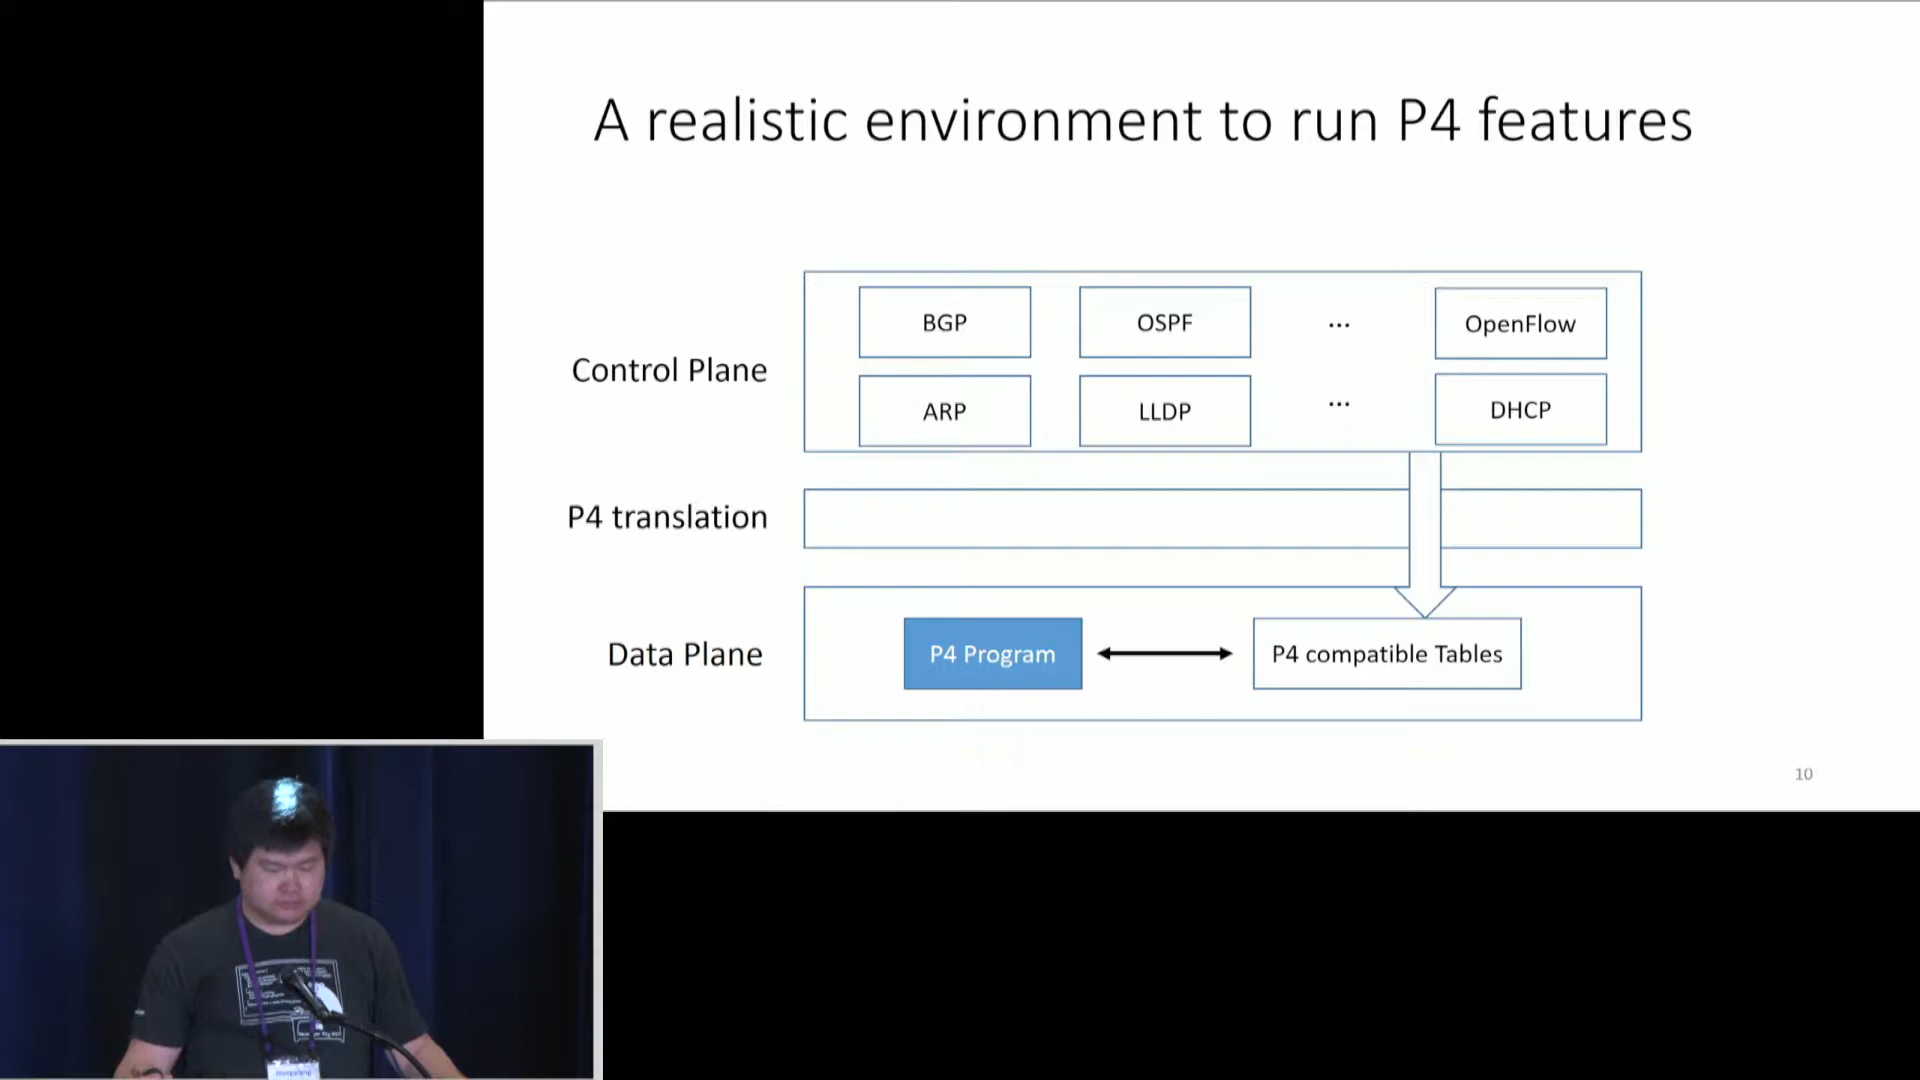 A realistic environment to run P4 features
Control Plane
BGP
OSPF
...
OpenFlow
ARP
LLDP
...
DHCP
P4 translation
Data Plane
P4 Program
P4 compatible Tables
10